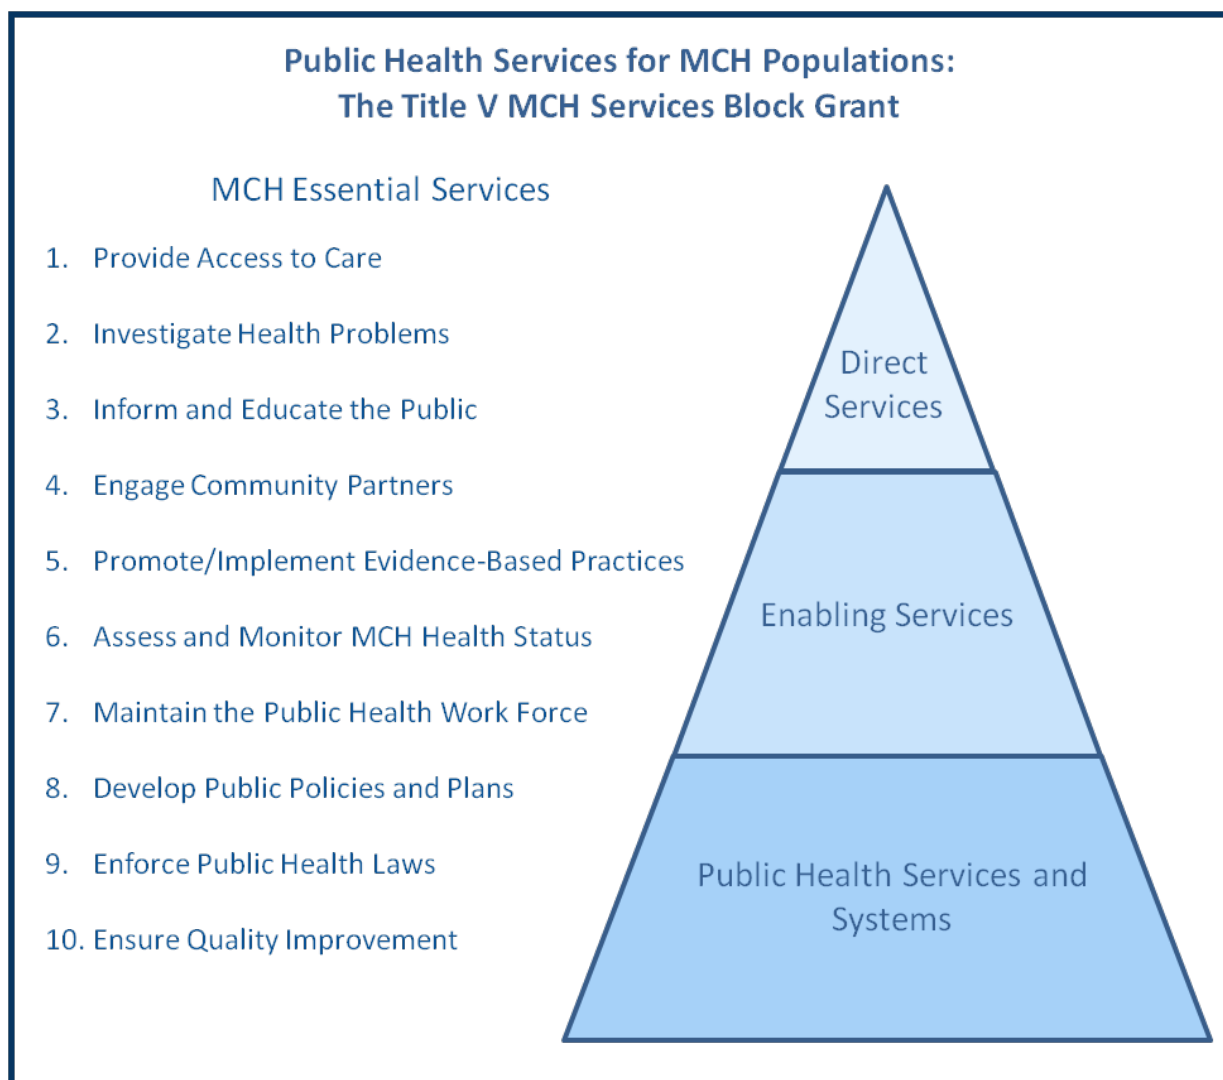 Public Health Services for MCH Populations:
The Title V MCH Services Block Grant
MCH Essential Services
1. Provide Access to Care
2. Investigate Health Problems
3. Inform and Educate the Public
4. Engage Community Partners
5. Promote/Implement Evidence-Based Practices
6. Assess and Monitor MCH Health Status
7. Maintain the Public Health Work Force
8. Develop Public Policies and Plans
9. Enforce Public Health Laws
10. Ensure Quality Improvement
Direct
Services
Enabling Services
Public Health Services and
Systems